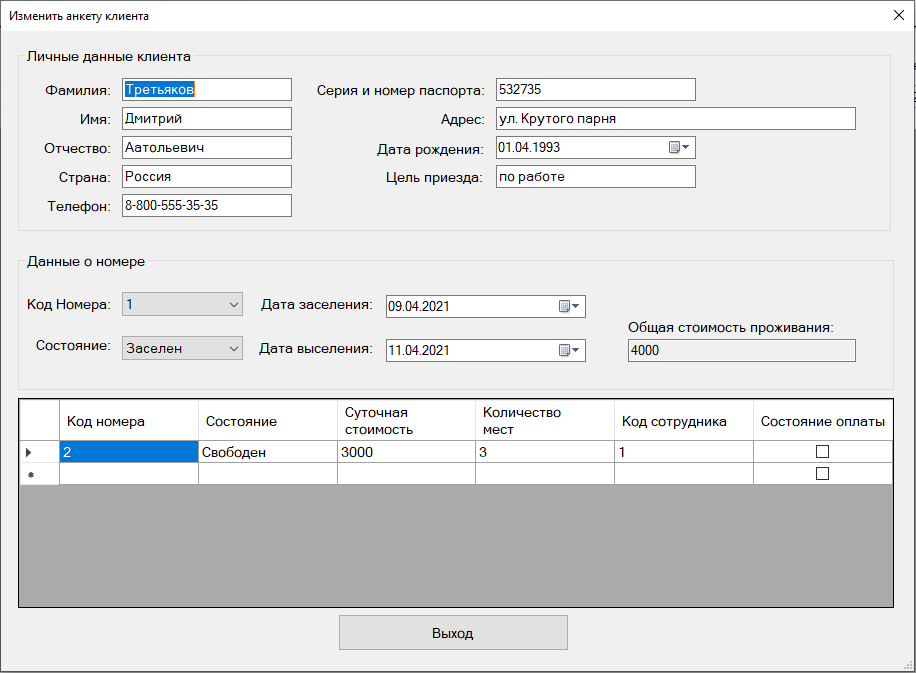 Изменить анкету клиента
Личные данные клиента
Фамилия: Третьяков
Серия и номер паспорта: 532735
Имя: Дмитрий
Адрес: ул. Крутого парня
Отчество: Аатольевич
Дата рождения: 01.04.1993
Страна: Россия
Цель приезда: по работе
Телефон: 8-800-555-35-35
Данные о номере
Код Номера: 1
Дата заселения: 09.04.2021
Состояние: Заселен
Дата выселения: 11.04.2021
Общая стоимость проживания:
4000
Код номера
Состояние
Суточная
стоимость
Количество
мест
Код сотрудника
Состояние оплаты
2 Свободен 3000 3 1
Выход